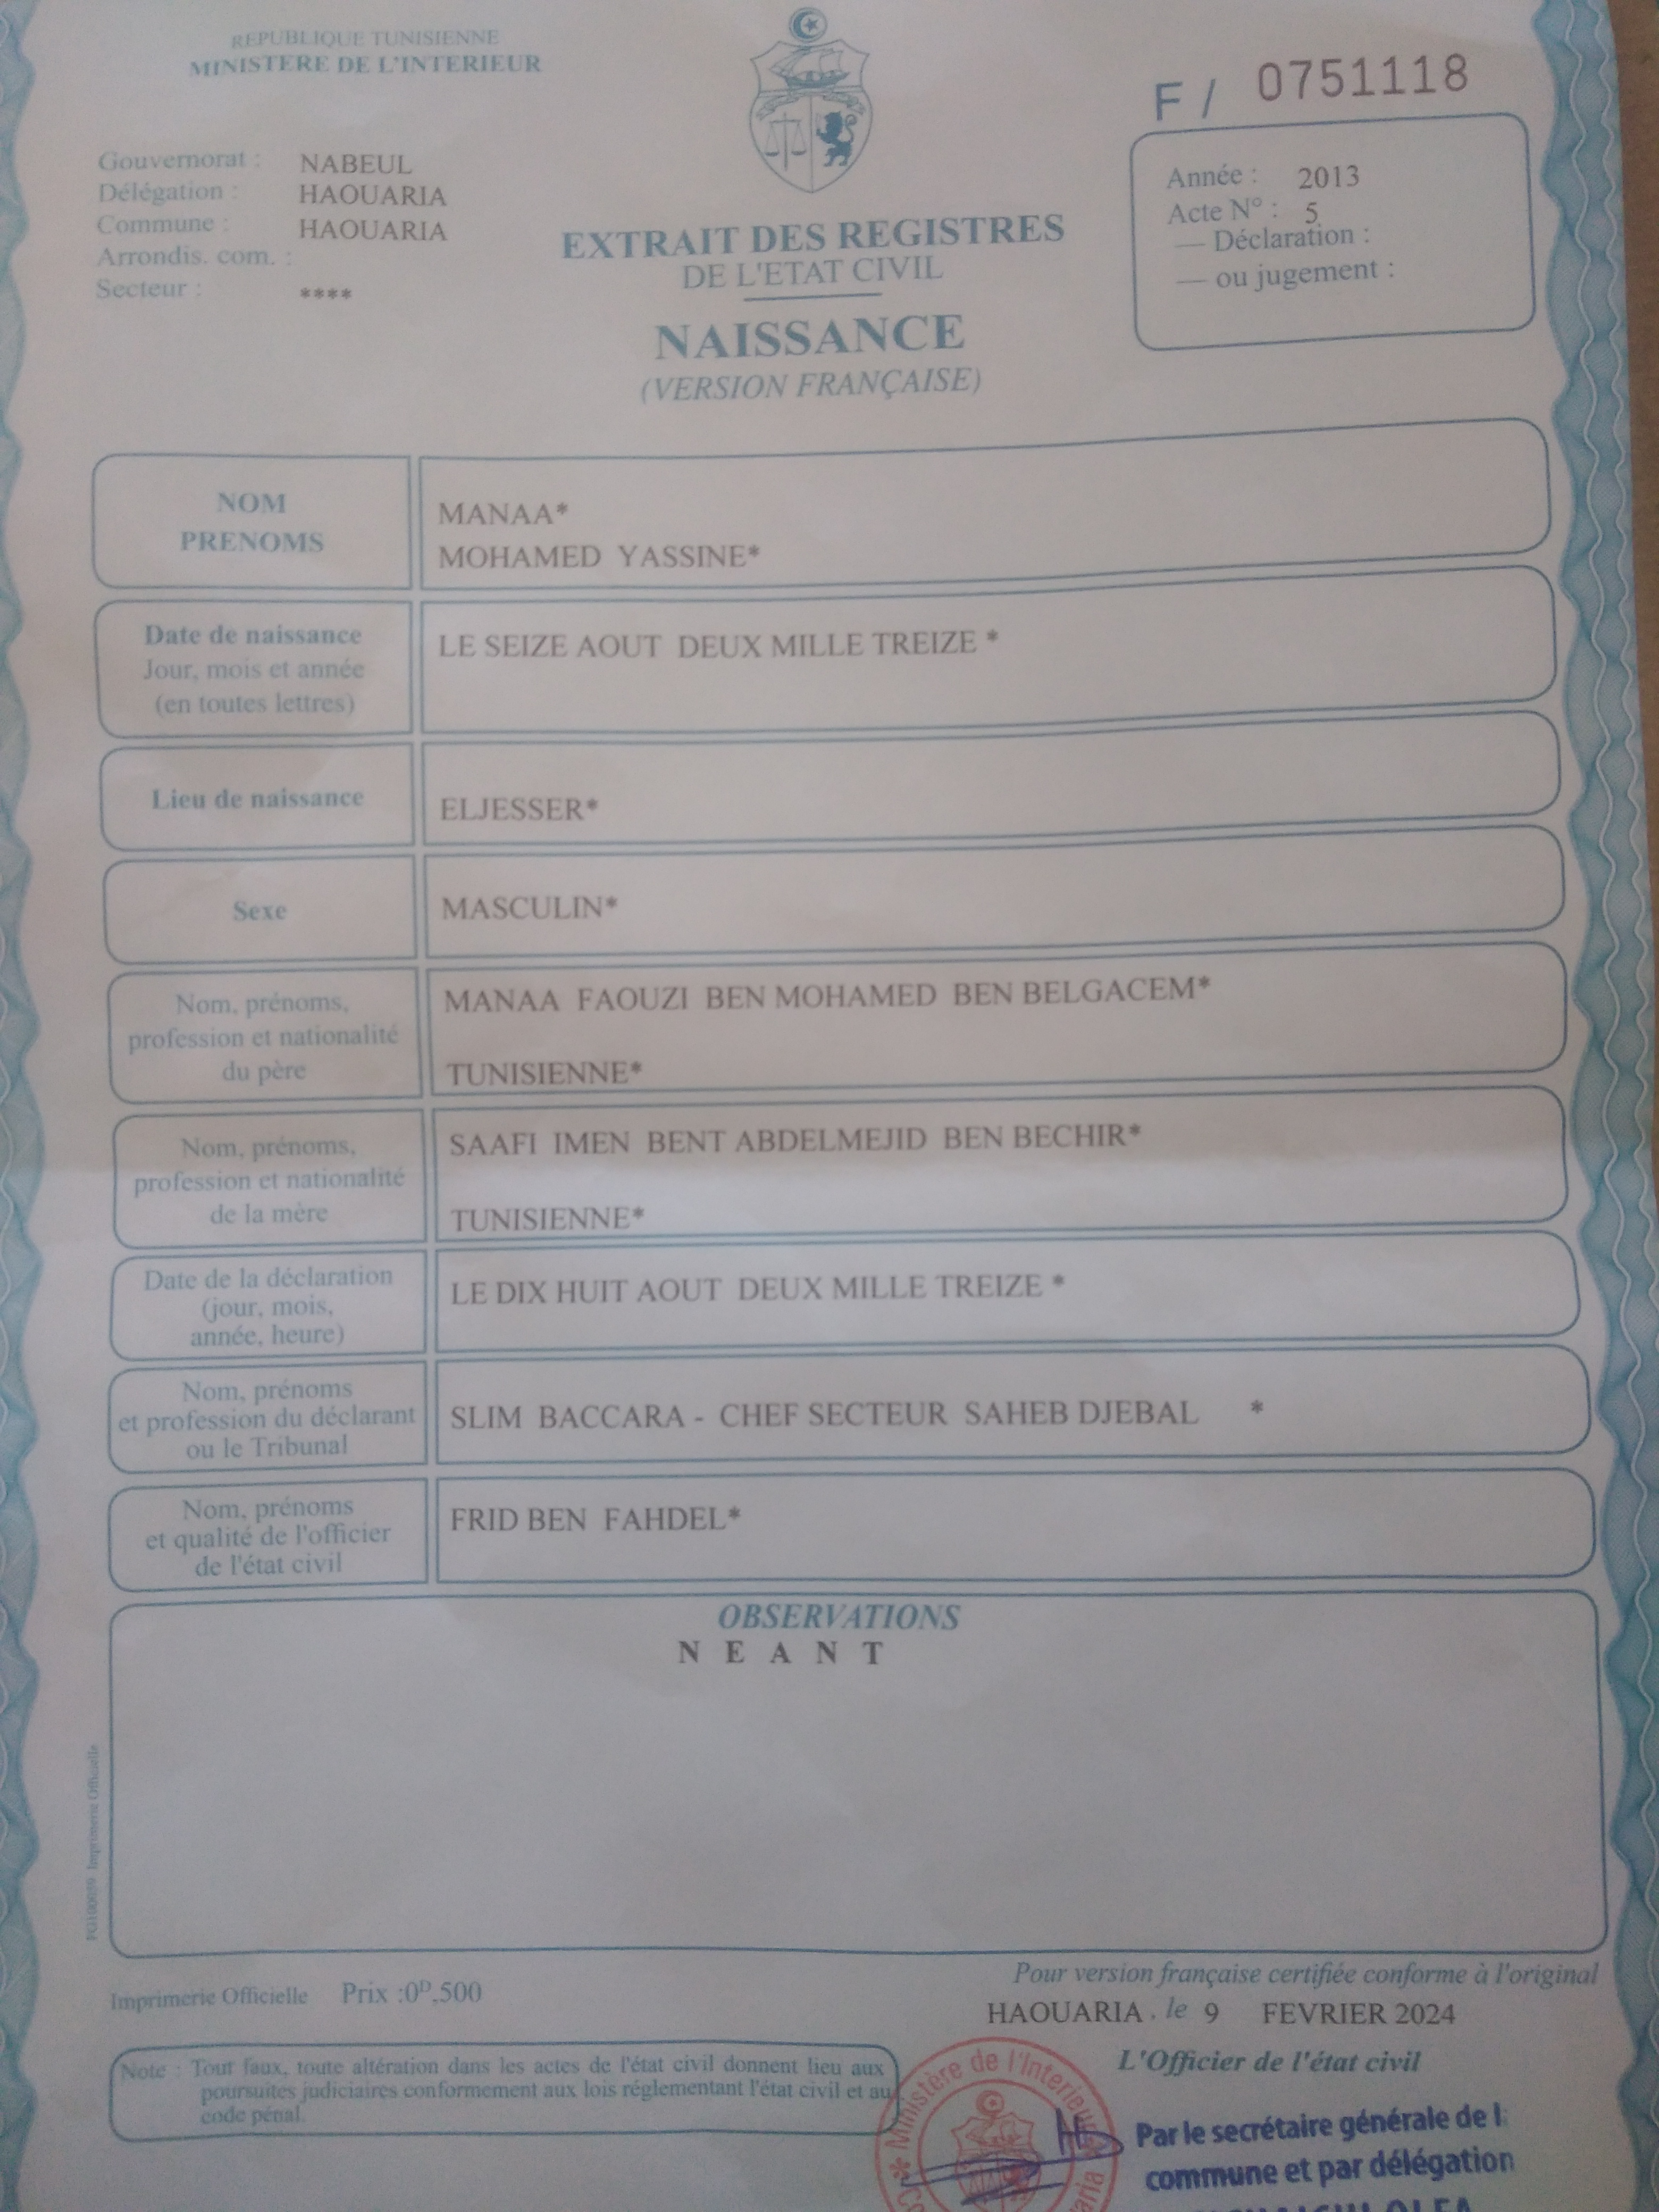 REPUBLIQUE TUNISIENNE
MINISTERE DE L'INTERIEUR
F / 0751118
Gouvernorat : NABEUL
Délégation : HAOUARIA
Commune : HAOUARIA
Arrondis. com. :
Secteur : ****
Année : 2013
Acte N° : 5
— Déclaration :
— ou jugement :
EXTRAIT DES REGISTRES
DE L'ETAT CIVIL
NAISSANCE
(VERSION FRANÇAISE)
NOM
PRENOMS
MANAA*
MOHAMED YASSINE*
Date de naissance
Jour, mois et année
(en toutes lettres)
LE SEIZE AOUT DEUX MILLE TREIZE *
Lieu de naissance
ELJESSER*
Sexe
MASCULIN*
Nom, prénoms,
profession et nationalité
du père
MANAA FAOUZI BEN MOHAMED BEN BELGACEM*
TUNISIENNE*
Nom, prénoms,
profession et nationalité
de la mère
SAAFI IMEN BENT ABDELMEJID BEN BECHIR*
TUNISIENNE*
Date de la déclaration
(jour, mois,
année, heure)
LE DIX HUIT AOUT DEUX MILLE TREIZE *
Nom, prénoms
et profession du déclarant
ou le Tribunal
SLIM BACCARA - CHEF SECTEUR SAHEB DJEBAL *
Nom, prénoms
et qualité de l'officier
de l'état civil
FRID BEN FAHDEL*
OBSERVATIONS
N E A N T
Imprimerie Officielle
Imprimerie Officielle Prix :0D,500
Pour version française certifiée conforme à l'original
HAOUARIA , le 9 FEVRIER 2024
L'Officier de l'état civil
Note : Tout faux, toute altération dans les actes de l'état civil donnent lieu aux
poursuites judiciaires conformement aux lois réglementant l'état civil et au
code pénal.
Ministère de l'Interieur
Par le secrétaire générale de l
commune et par délégation